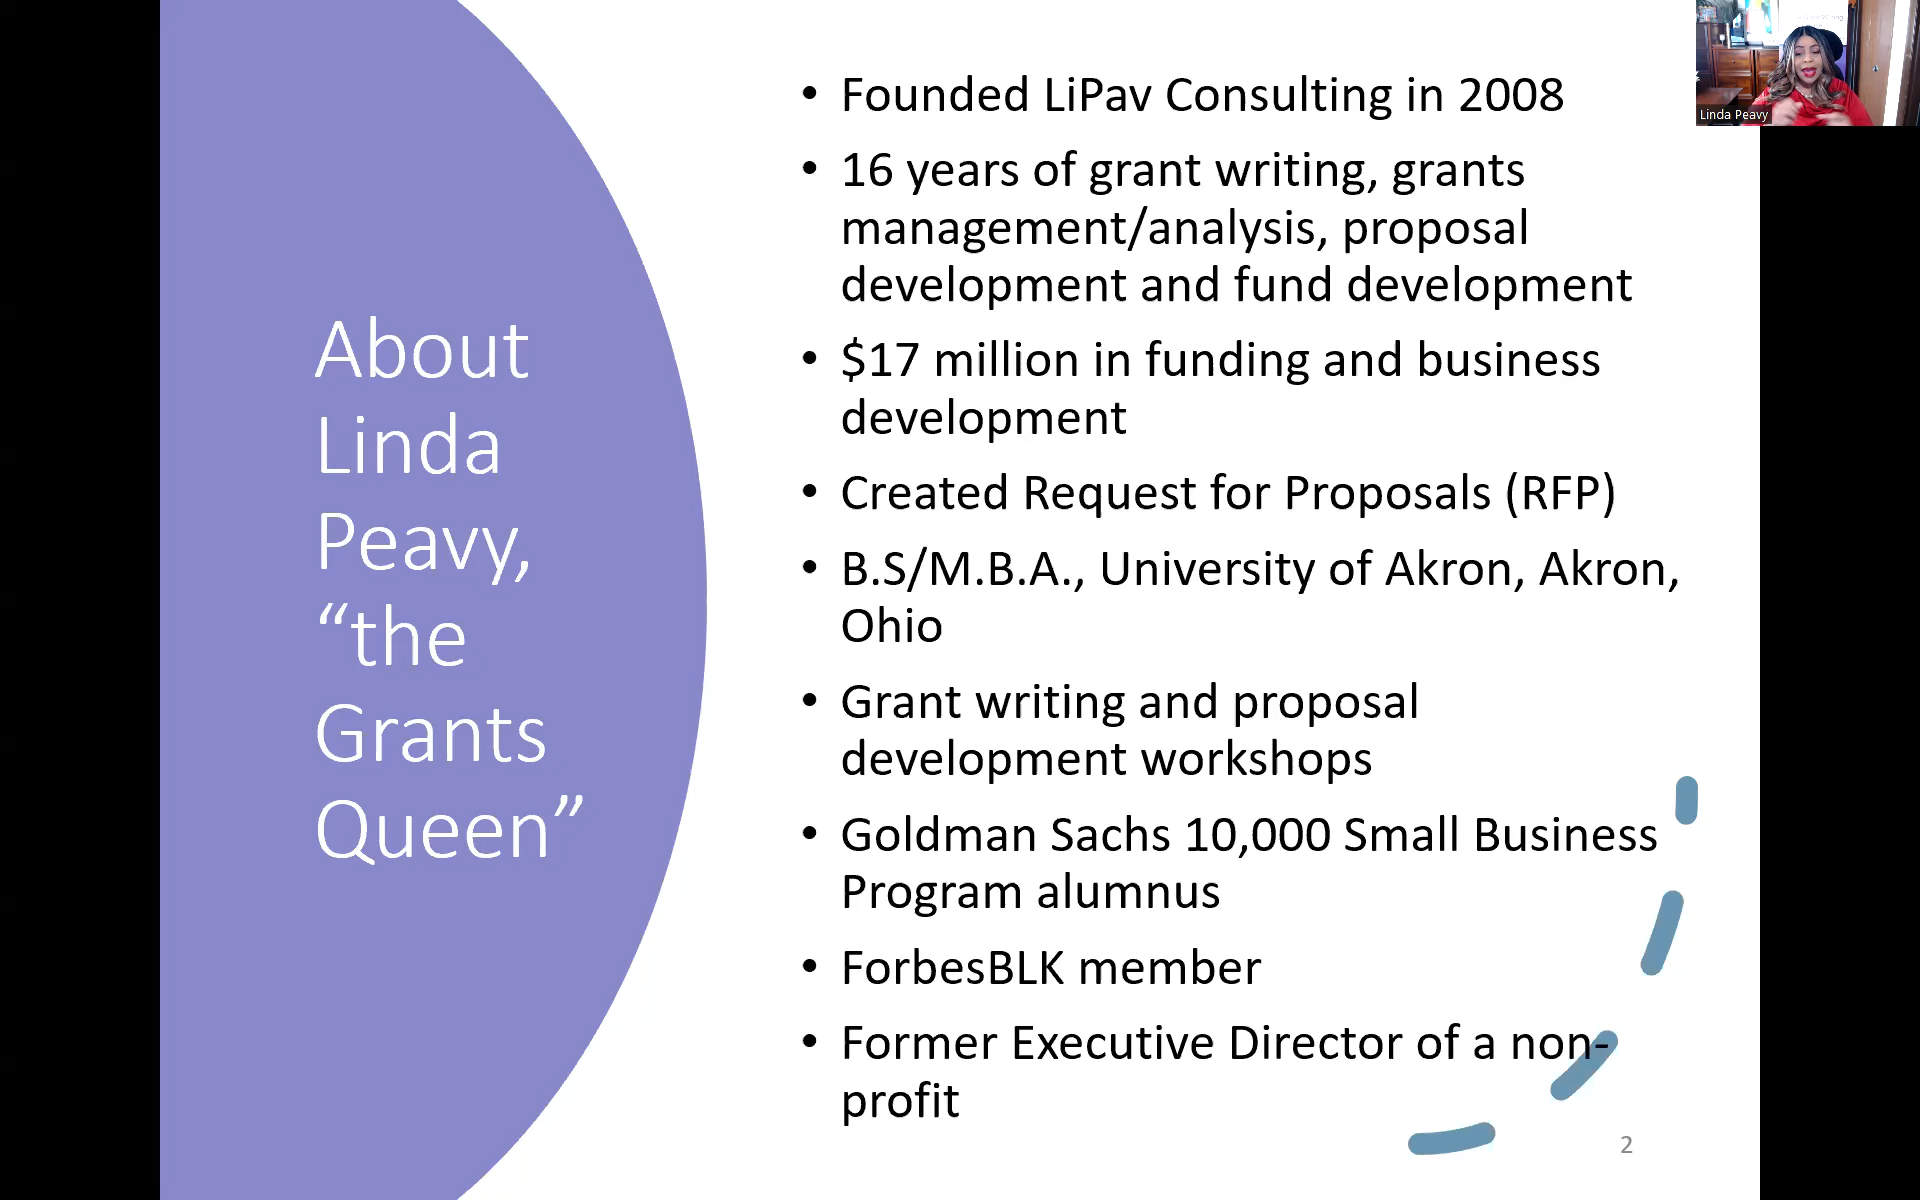 About
Linda
Peavy,
“the
Grants
Queen”
• Founded LiPav Consulting in 2008
• 16 years of grant writing, grants
management/analysis, proposal
development and fund development
• $17 million in funding and business
development
• Created Request for Proposals (RFP)
• B.S/M.B.A., University of Akron, Akron,
Ohio
• Grant writing and proposal
development workshops
• Goldman Sachs 10,000 Small Business
Program alumnus
• ForbesBLK member
• Former Executive Director of a non-
profit
2
Linda Peavy